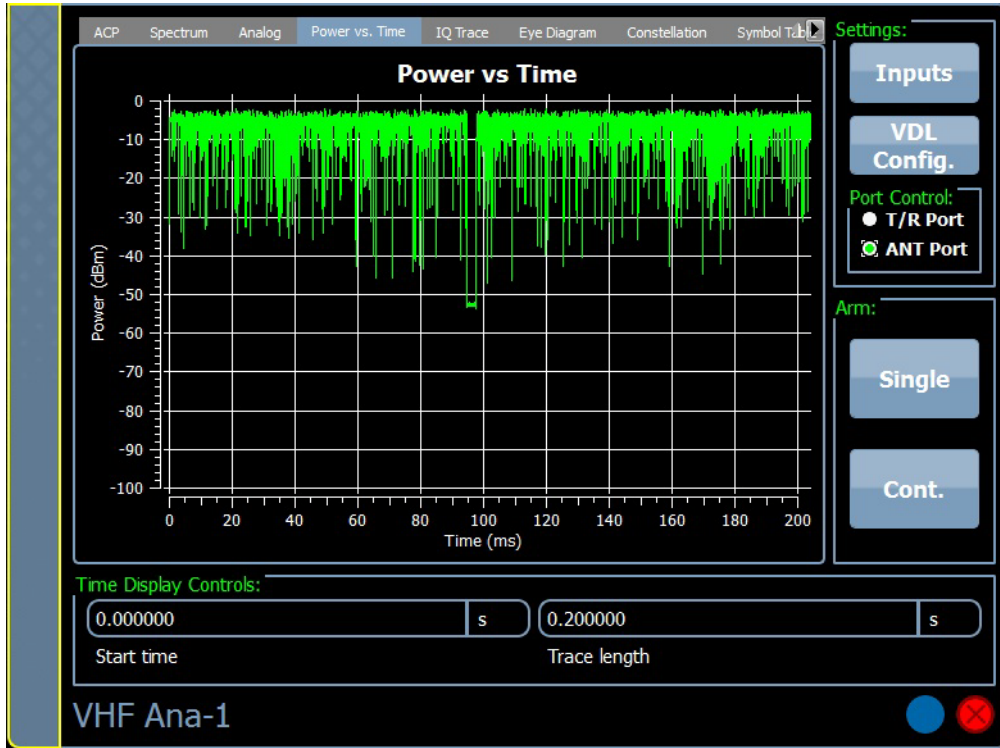 ACP Spectrum Analog Power vs. Time IQ Trace Eye Diagram Constellation Symbol
Power vs Time
0
-10
-20
-30
-40
-50
-60
-70
-80
-90
-100
Power (dBm)
0 20 40 60 80 100 120 140 160 180 200
Time (ms)
Settings:
Inputs
VDL
Config.
Port Control:
T/R Port
ANT Port
Arm:
Single
Cont.
Time Display Controls:
0.000000 s 0.200000 s
Start time Trace length
VHF Ana-1